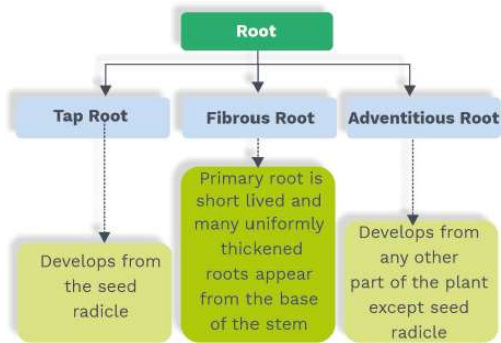 Root
Tap Root
Fibrous Root
Adventitious Root
Develops from
the seed
radicle
Primary root is
short lived and
many uniformly
thickened
roots appear
from the base
of the stem
Develops from
any other
part of the plant
except seed
radicle